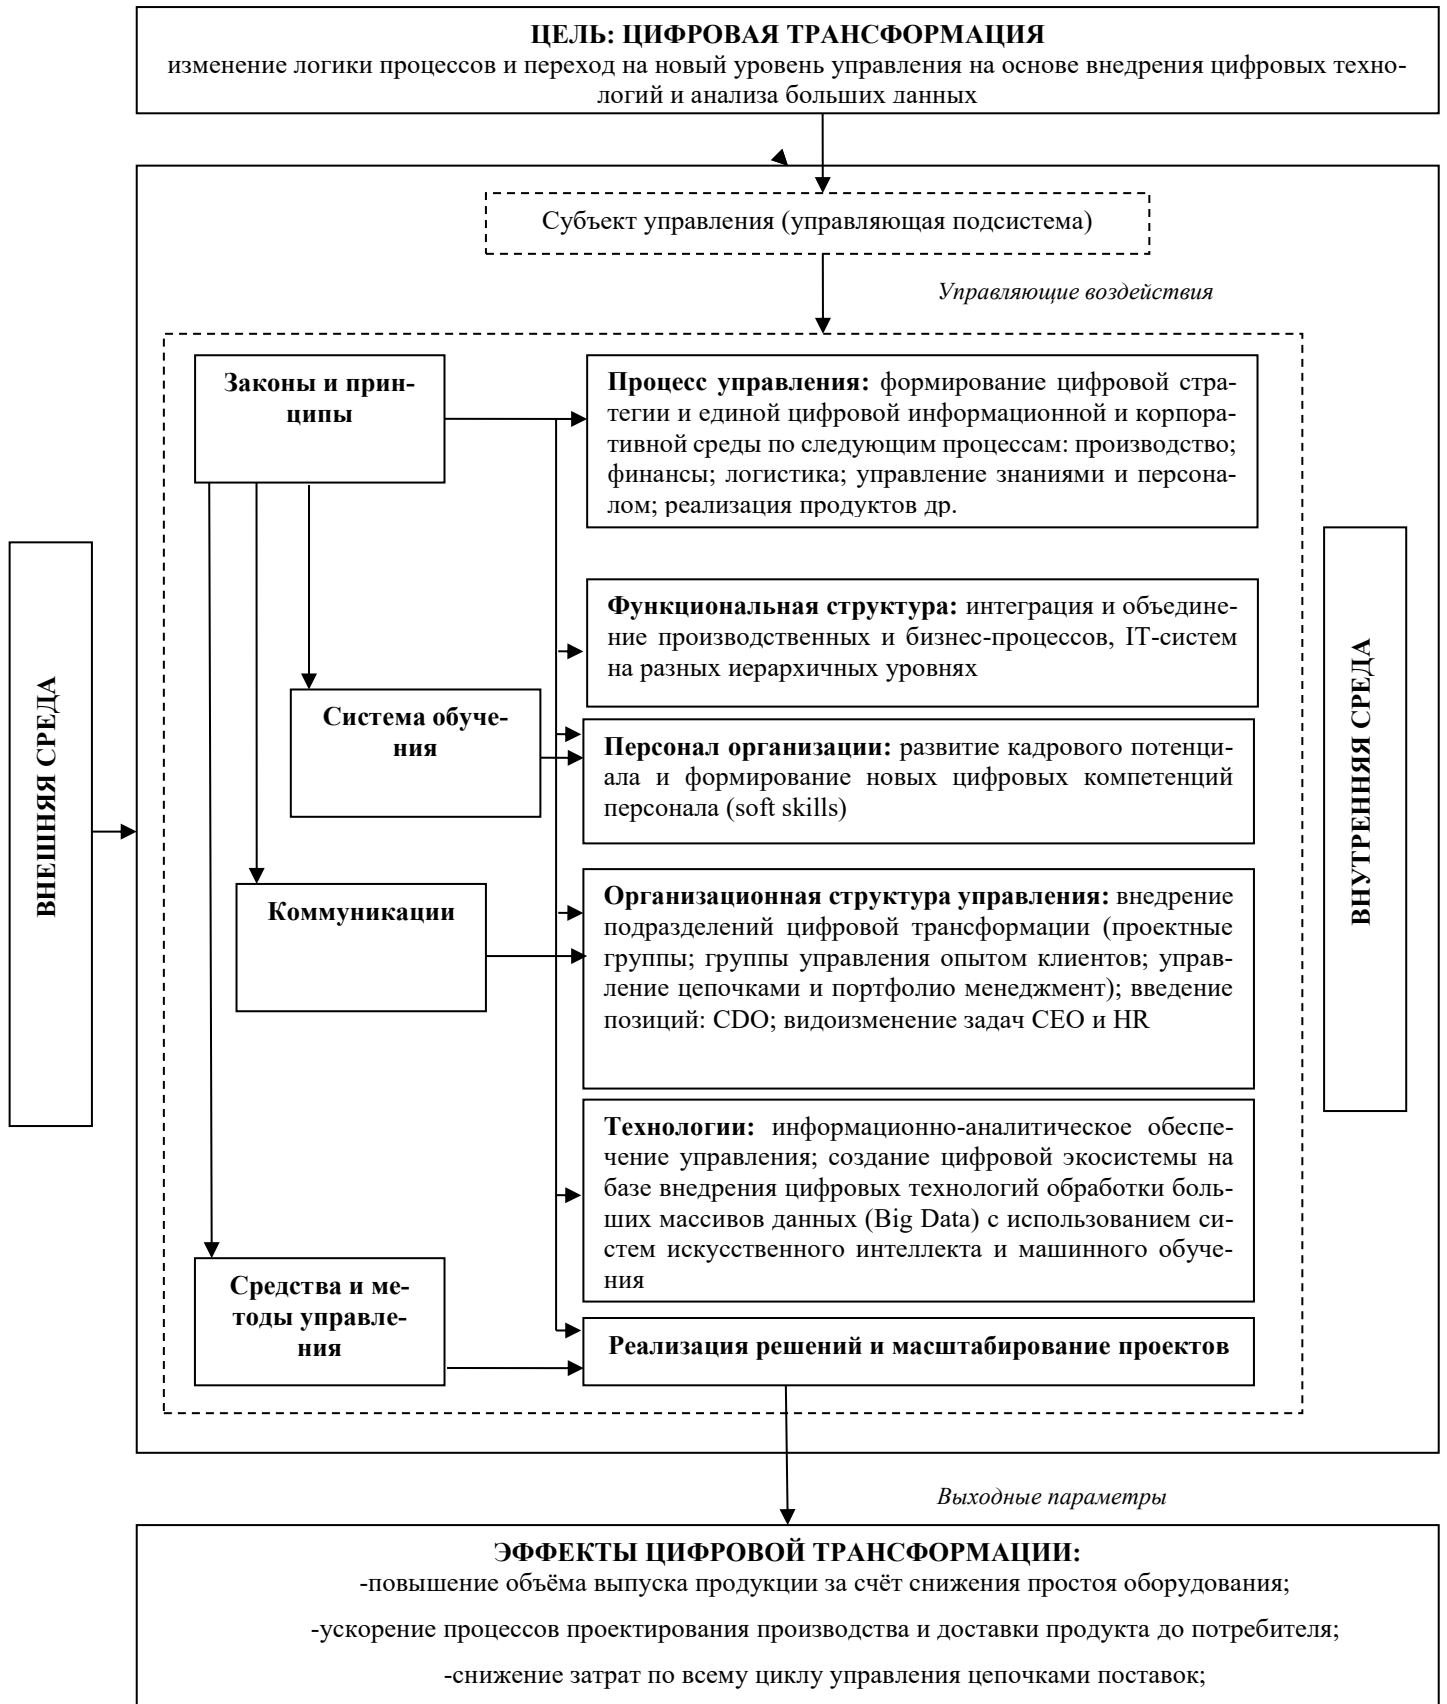 ЦЕЛЬ: ЦИФРОВАЯ ТРАНСФОРМАЦИЯ
изменение логики процессов и переход на новый уровень управления на основе внедрения цифровых техно-
логий и анализа больших данных
Субъект управления (управляющая подсистема)
Управляющие воздействия
Законы и прин-
ципы
Процесс управления: формирование цифровой стра-
тегии и единой цифровой информационной и корпо-
ративной среды по следующим процессам: производство;
финансы; логистика; управление знаниями и персона-
лом; реализация продуктов др.
Функциональная структура: интеграция и объедине-
ние производственных и бизнес-процессов, IT-систем
на разных иерархичных уровнях
Система обуче-
ния
Персонал организации: развитие кадрового потенци-
ала и формирование новых цифровых компетенций
персонала (soft skills)
Коммуникации
Организационная структура управления: внедрение
подразделений цифровой трансформации (проектные
группы; группы управления опытом клиентов; управ-
ление цепочками и портфолио менеджмент); введение
позиций: CDO; видоизменение задач CEO и HR
Технологии: информационно-аналитическое обеспе-
чение управления; создание цифровой экосистемы на
базе внедрения цифровых технологий обработки боль-
ших массивов данных (Big Data) с использованием си-
стем искусственного интеллекта и машинного обуче-
ния
Средства и ме-
тоды управле-
ния
Реализация решений и масштабирование проектов
ВНЕШНЯЯ СРЕДА
ВНУТРЕННЯЯ СРЕДА
Выходные параметры
ЭФФЕКТЫ ЦИФРОВОЙ ТРАНСФОРМАЦИИ:
-повышение объёма выпуска продукции за счёт снижения простоя оборудования;
-ускорение процессов проектирования производства и доставки продукта до потребителя;
-снижение затрат по всему циклу управления цепочками поставок;